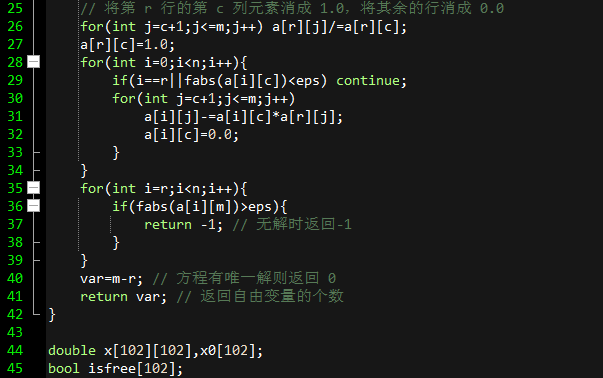 25 // 将第 r 行的第 c 列元素消成 1.0, 将其余的行消成 0.0
26 for(int j=c+1;j<=m;j++) a[r][j]/=a[r][c];
27 a[r][c]=1.0;
28 for(int i=0;i<n;i++){
29 if(i==r||fabs(a[i][c])<eps) continue;
30 for(int j=c+1;j<=m;j++)
31 a[i][j]-=a[i][c]*a[r][j];
32 a[i][c]=0.0;
33 }
34 }
35 for(int i=r;i<n;i++){
36 if(fabs(a[i][m])>eps){
37 return -1; // 无解时返回-1
38 }
39 }
40 var=m-r; // 方程有唯一解则返回 0
41 return var; // 返回自由变量的个数
42 }
43
44 double x[102][102],x0[102];
45 bool isfree[102];